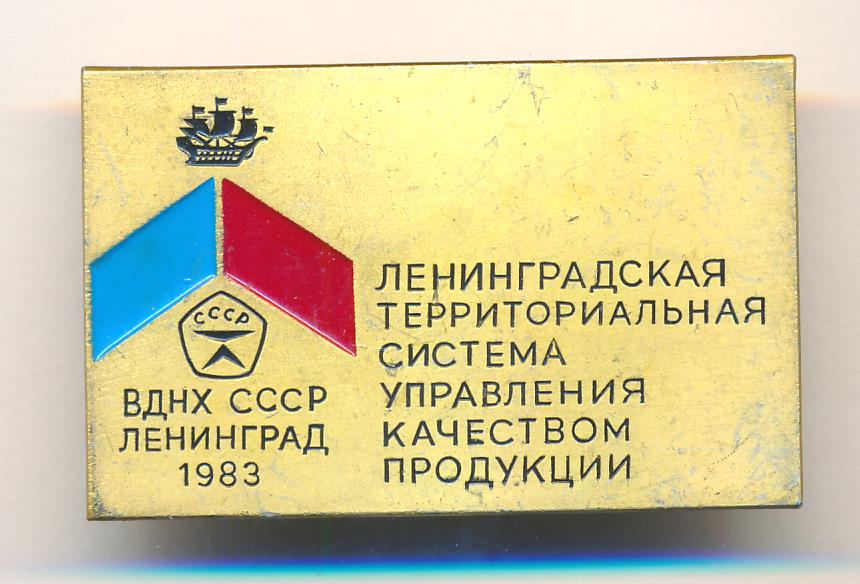 СССР
ВДНХ СССР
ЛЕНИНГРАД
1983
ЛЕНИНГРАДСКАЯ
ТЕРРИТОРИАЛЬНАЯ
СИСТЕМА
УПРАВЛЕНИЯ
КАЧЕСТВОМ
ПРОДУКЦИИ